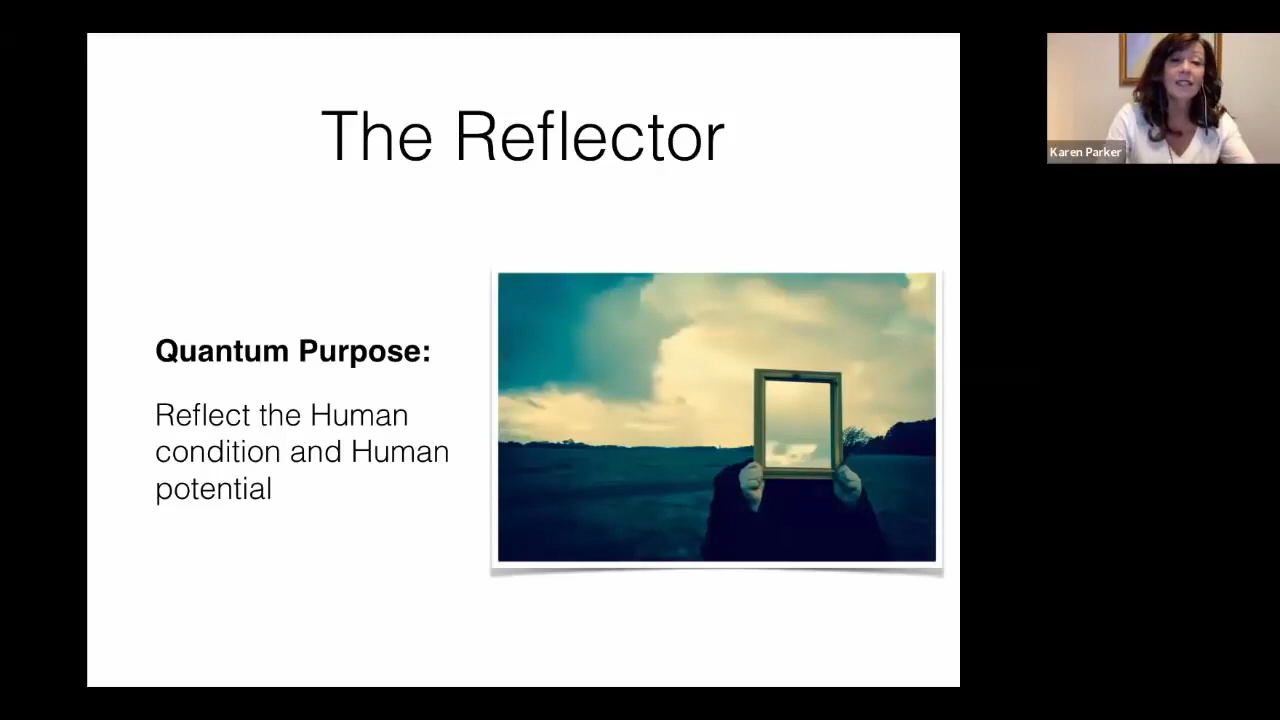 The Reflector
Karen Parker
Quantum Purpose:
Reflect the Human
condition and Human
potential